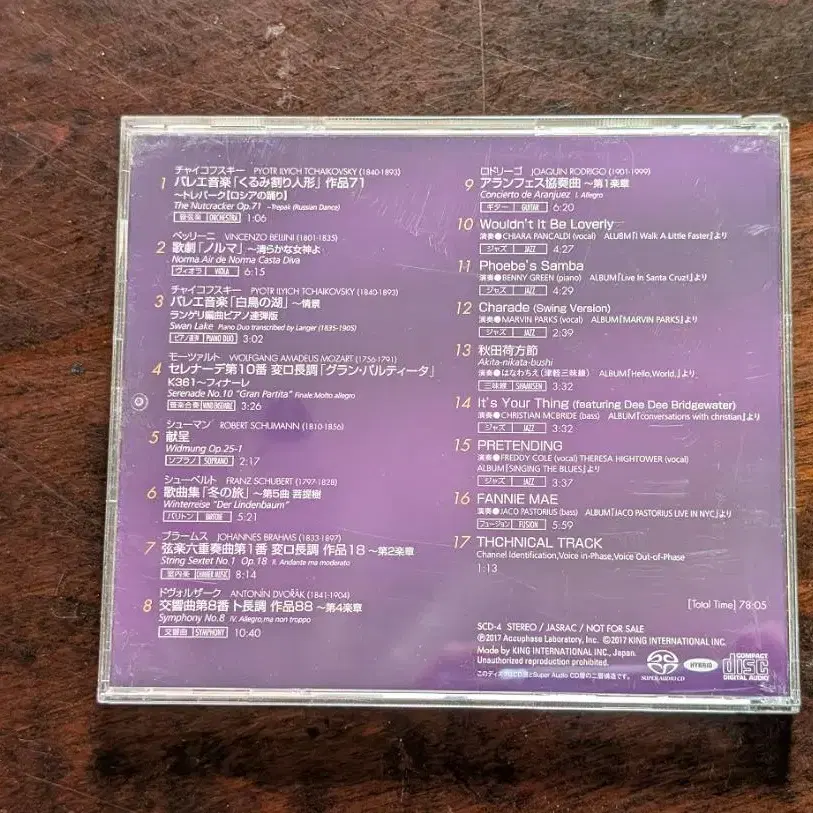 チャイコフスキー PYOTR ILYICH TCHAIKOVSKY (1840-1893)
1 バレエ音楽「くるみ割り人形」作品71
～トレパーク【ロシアの踊り】
The Nutcracker Op.71 ~Trepak (Russian Dance)
管弦楽 ORCHESTRA 1:06
ベッリーニ VINCENZO BELLINI (1801-1835)
2 歌劇「ノルマ」～清らかな女神よ
Norma.Air de Norma Casta Diva
ヴィオラ VIOLA 6:15
チャイコフスキー PYOTR ILYICH TCHAIKOVSKY (1840-1893)
3 バレエ音楽「白鳥の湖」～情景
ランゲリ編曲ピアノ連弾版
Swan Lake Piano Duo transcribed by Langer (1835-1905)
ピアノ連弾 PIANO DUO 3:02
モーツァルト WOLFGANG AMADEUS MOZART (1756-1791)
4 セレナーデ第10番 変ロ長調「グラン・パルティータ」
K361～フィナーレ
Serenade No.10 "Gran Partita" Finale:Molto allegro
管楽合奏 WIND ENSEMBLE 3:26
シューマン ROBERT SCHUMANN (1810-1856)
5 献呈
Widmung Op.25-1
ソプラノ SOPRANO 2:17
シューベルト FRANZ SCHUBERT (1797-1828)
6 歌曲集「冬の旅」～第5曲 菩提樹
Winterreise "Der Lindenbaum"
バリトン BARITONE 5:21
ブラームス JOHANNES BRAHMS (1833-1897)
7 弦楽六重奏曲第1番 変ロ長調 作品18～第2楽章
String Sextet No.1 Op.18 II. Andante ma moderato
室内楽 CHAMBER MUSIC 8:14
ドヴォルザーク ANTONÍN DVOŘÁK (1841-1904)
8 交響曲第8番 ト長調 作品88～第4楽章
Symphony No.8 IV. Allegro,ma non troppo
交響曲 SYMPHONY 10:40
ロドリーゴ JOAQUIN RODRIGO (1901-1999)
9 アランフェス協奏曲～第1楽章
Concierto de Aranjuez I. Allegro
ギター GUITAR 6:20
10 Wouldn't It Be Loverly
演奏●CHIARA PANCALDI (vocal) ALUBM『I Walk A Little Faster』より
ジャズ JAZZ 4:27
11 Phoebe's Samba
演奏●BENNY GREEN (piano) ALBUM『Live In Santa Cruz!』より
ジャズ JAZZ 4:29
12 Charade (Swing Version)
演奏●MARVIN PARKS (vocal) ALBUM『MARVIN PARKS』より
ジャズ JAZZ 2:39
13 秋田荷方節
Akita-nikata-bushi
演奏●はなわちえ (津軽三味線) ALBUM『Hello,World.』より
三味線 SHAMISEN 3:32
14 It's Your Thing (featuring Dee Dee Bridgewater)
演奏●CHRISTIAN MCBRIDE (bass) ALBUM『conversations with christian』より
ジャズ JAZZ 3:32
15 PRETENDING
演奏●FREDDY COLE (vocal) THERESA HIGHTOWER (vocal)
ALBUM『SINGING THE BLUES』より
ジャズ JAZZ 3:37
16 FANNIE MAE
演奏●JACO PASTORIUS (bass) ALBUM『JACO PASTORIUS LIVE IN NYC』より
フュージョン FUSION 5:59
17 THCHNICAL TRACK
Channel Identification,Voice in-Phase,Voice Out-of-Phase
1:13
[Total Time] 78:05
SCD-4 STEREO / JASRAC / NOT FOR SALE
Ⓟ2017 Accuphase Laboratory, Inc. ©2017 KING INTERNATIONAL INC.
Made by KING INTERNATIONAL INC., Japan.
Unauthorized reproduction prohibited.
このディスクはCD層とSuper Audio CD層の二層構造です。
SUPER AUDIO CD
HYBRID
COMPACT disc DIGITAL AUDIO